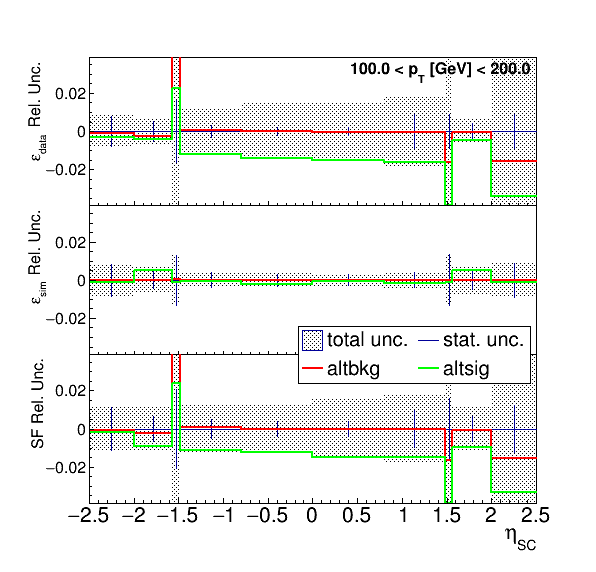 100.0 < p_T [GeV] < 200.0
ε_data Rel. Unc.
0.02
0
−0.02
ε_sim Rel. Unc.
0.02
0
−0.02
total unc. stat. unc.
altbkg altsig
SF Rel. Unc.
0.02
0
−0.02
−2.5 −2 −1.5 −1 −0.5 0 0.5 1 1.5 2 2.5
η_SC